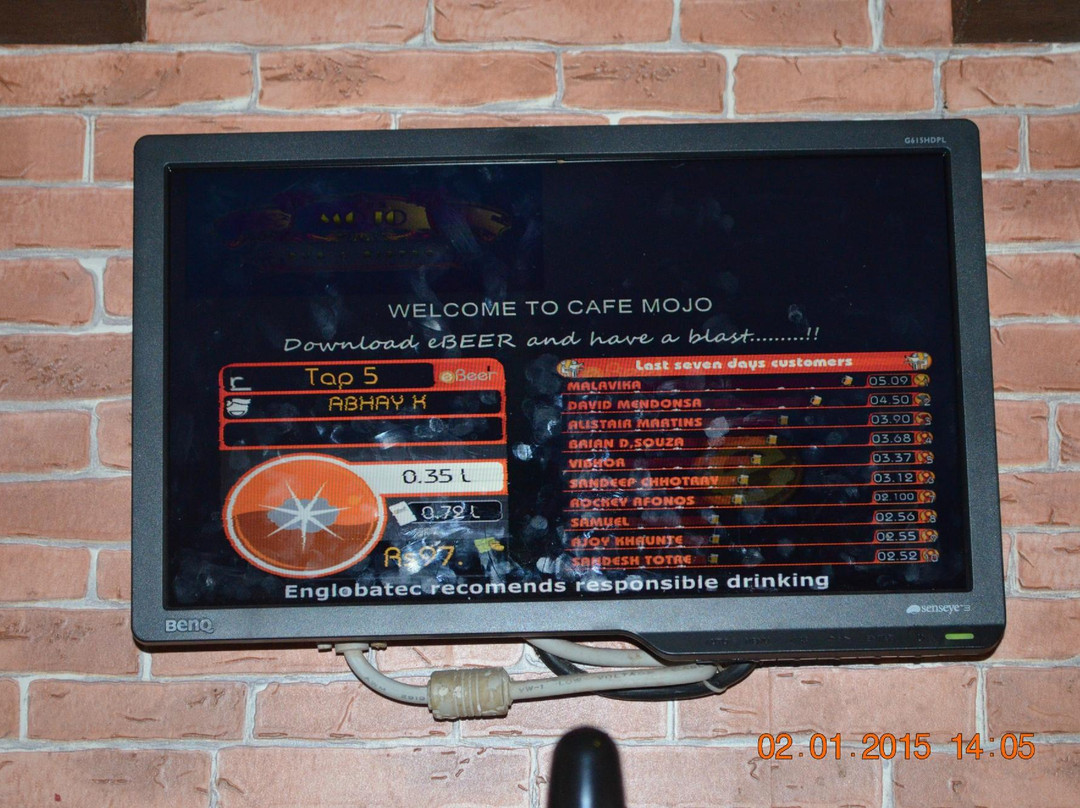 G615HDPL
MOJO
WELCOME TO CAFE MOJO
Download eBEER and have a blast.........!!
Tap 5
eBeer
ABHAY K
0.35 L
0.72 L
Rs97.
Last seven days customers
MALAVIKA 05.09
DAVID MENDONSA 04.50
ALISTAIR MARTINS 03.90
BRIAN D,SOUZA 03.68
VIBHOR 03.37
SANDEEP CHHOTRAY 03.12
ROCKEY AFONOS 02.100
SAMUEL 02.56
AJOY KHAUNTE 02.55
SANDESH TOTRE 02.52
Englobatec recomends responsible drinking
BenQ
senseye
02.01.2015 14:05